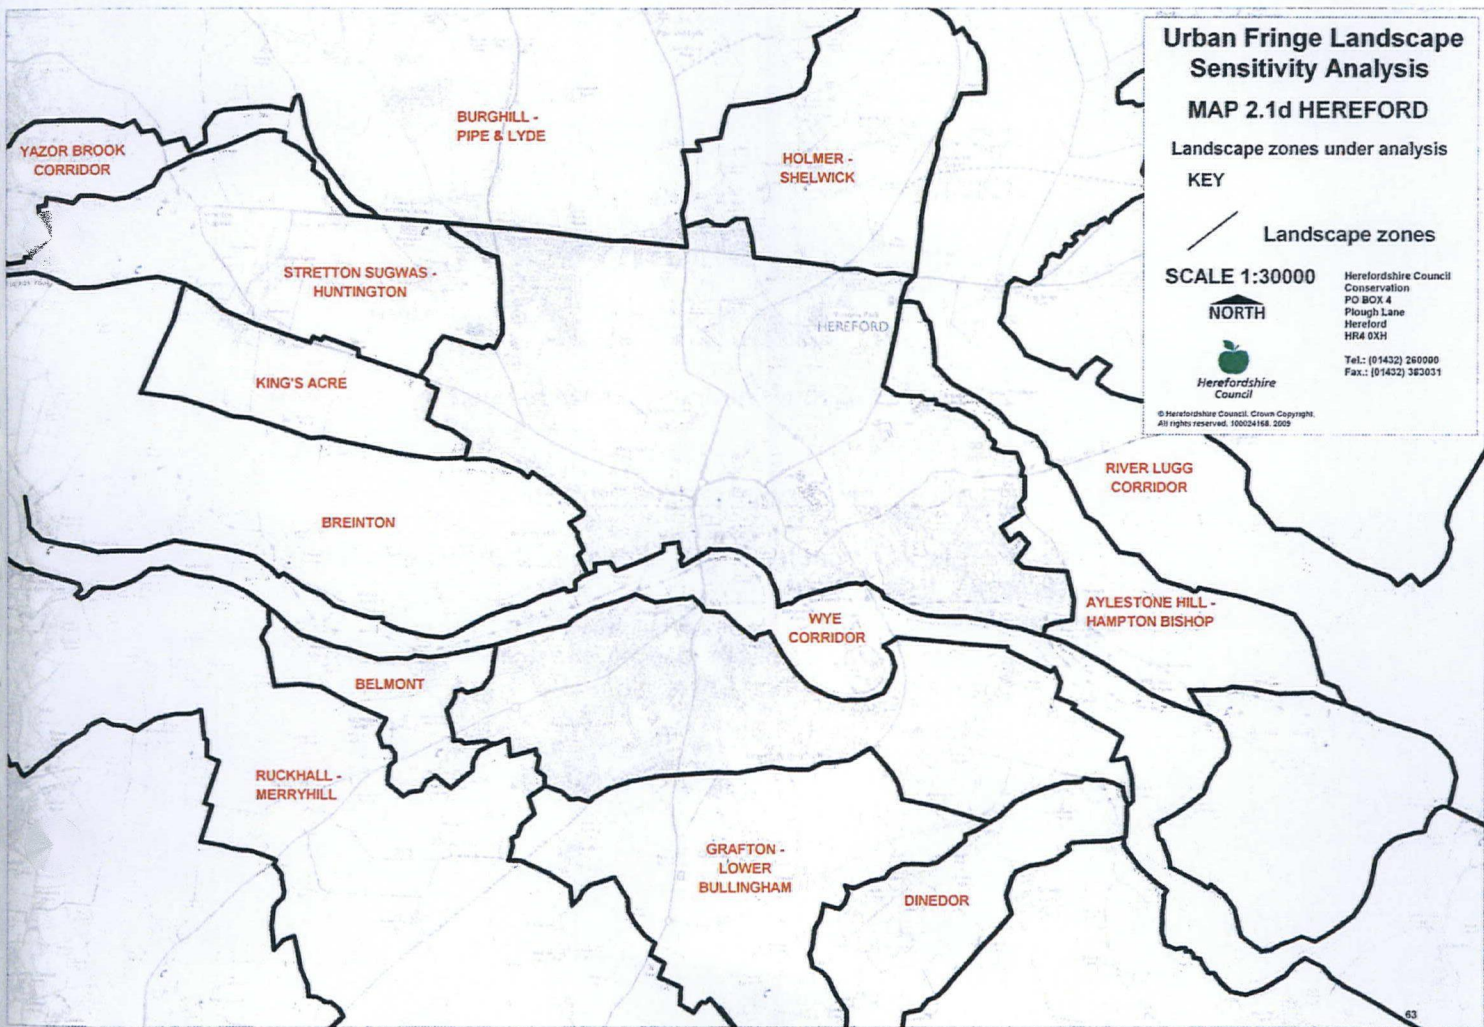 Urban Fringe Landscape
Sensitivity Analysis
MAP 2.1d HEREFORD
Landscape zones under analysis
KEY
Landscape zones
SCALE 1:30000
NORTH
Herefordshire
Council
Herefordshire Council
Conservation
PO BOX 4
Plough Lane
Hereford
HR4 0XH
Tel.: (01432) 260000
Fax.: (01432) 383031
© Herefordshire Council. Crown Copyright.
All rights reserved. 100024168. 2009
BURGHILL -
PIPE & LYDE
YAZOR BROOK
CORRIDOR
HOLMER -
SHELWICK
STRETTON SUGWAS -
HUNTINGTON
HEREFORD
KING'S ACRE
BREINTON
RIVER LUGG
CORRIDOR
AYLESTONE HILL -
HAMPTON BISHOP
WYE
CORRIDOR
BELMONT
RUCKHALL -
MERRYHILL
GRAFTON -
LOWER
BULLINGHAM
DINEDOR
63